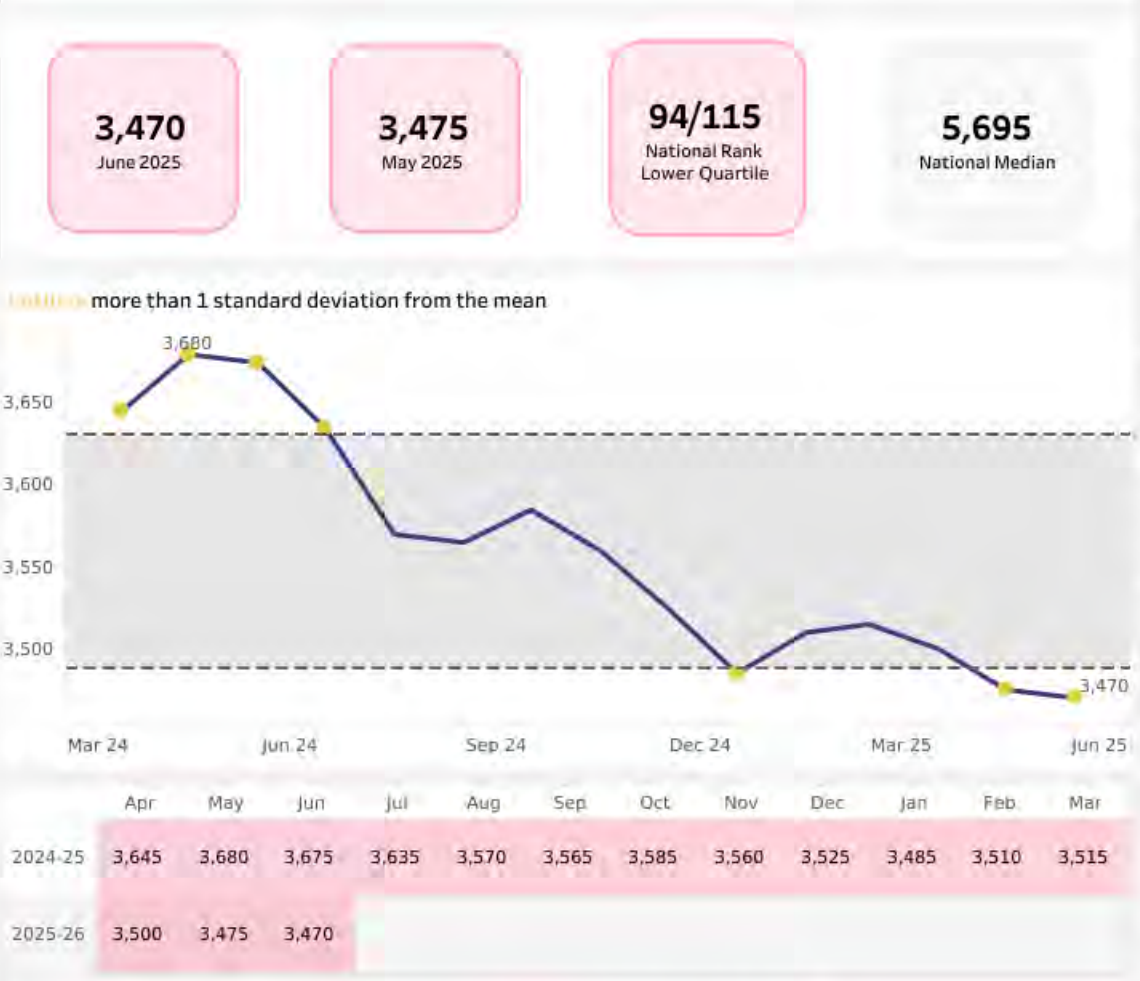 3,470
June 2025
3,475
May 2025
94/115
National Rank
Lower Quartile
5,695
National Median
more than 1 standard deviation from the mean
3,680
3,650
3,600
3,550
3,500
3,470
Mar 24 Jun 24 Sep 24 Dec 24 Mar 25 Jun 25
Apr May Jun Jul Aug Sep Oct Nov Dec Jan Feb Mar
2024-25 3,645 3,680 3,675 3,635 3,570 3,565 3,585 3,560 3,525 3,485 3,510 3,515
2025-26 3,500 3,475 3,470